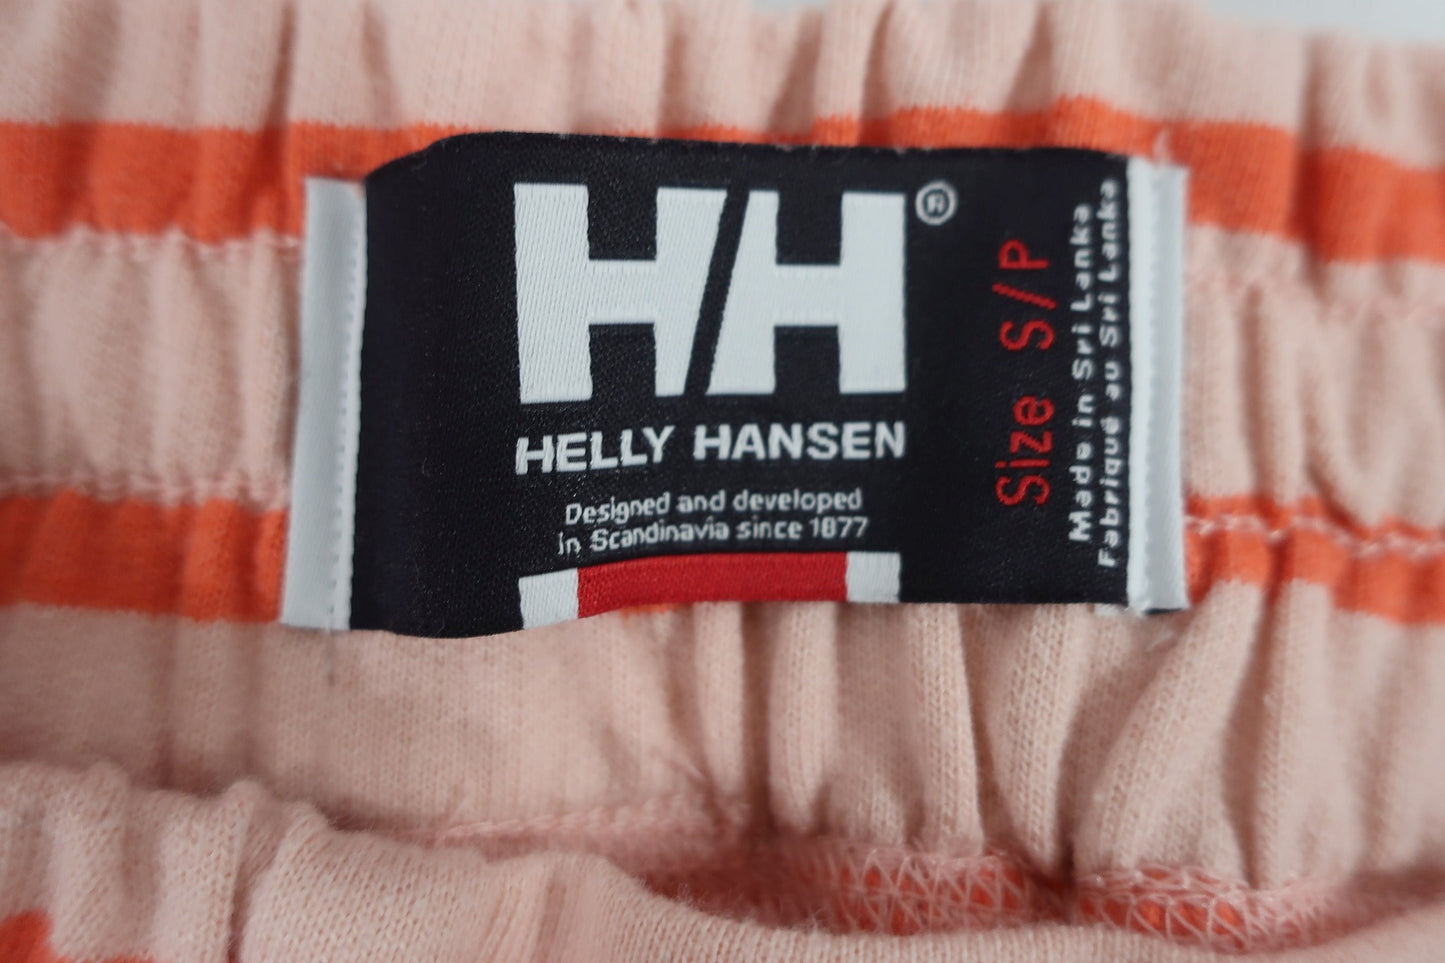 HH®
HELLY HANSEN
Designed and developed
in Scandinavia since 1877
Size S/P
Made in Sri Lanka
Fabriqué au Sri Lanka